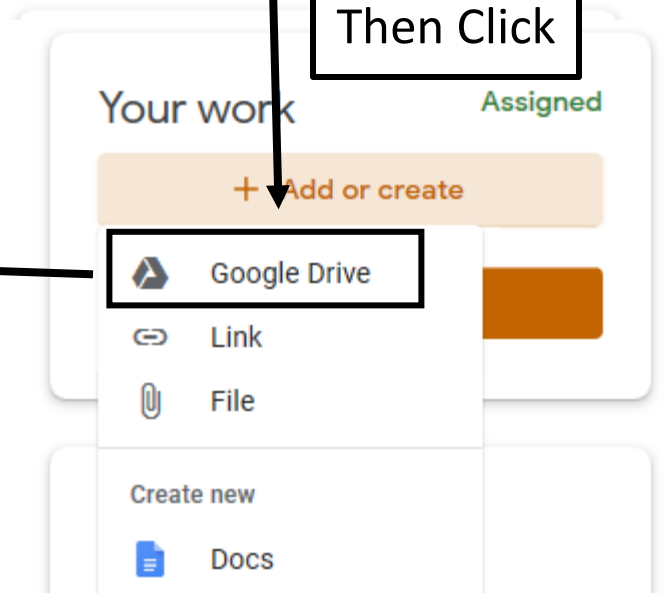 Then Click
Your work
Assigned
+ Add or create
Google Drive
Link
File
Create new
Docs